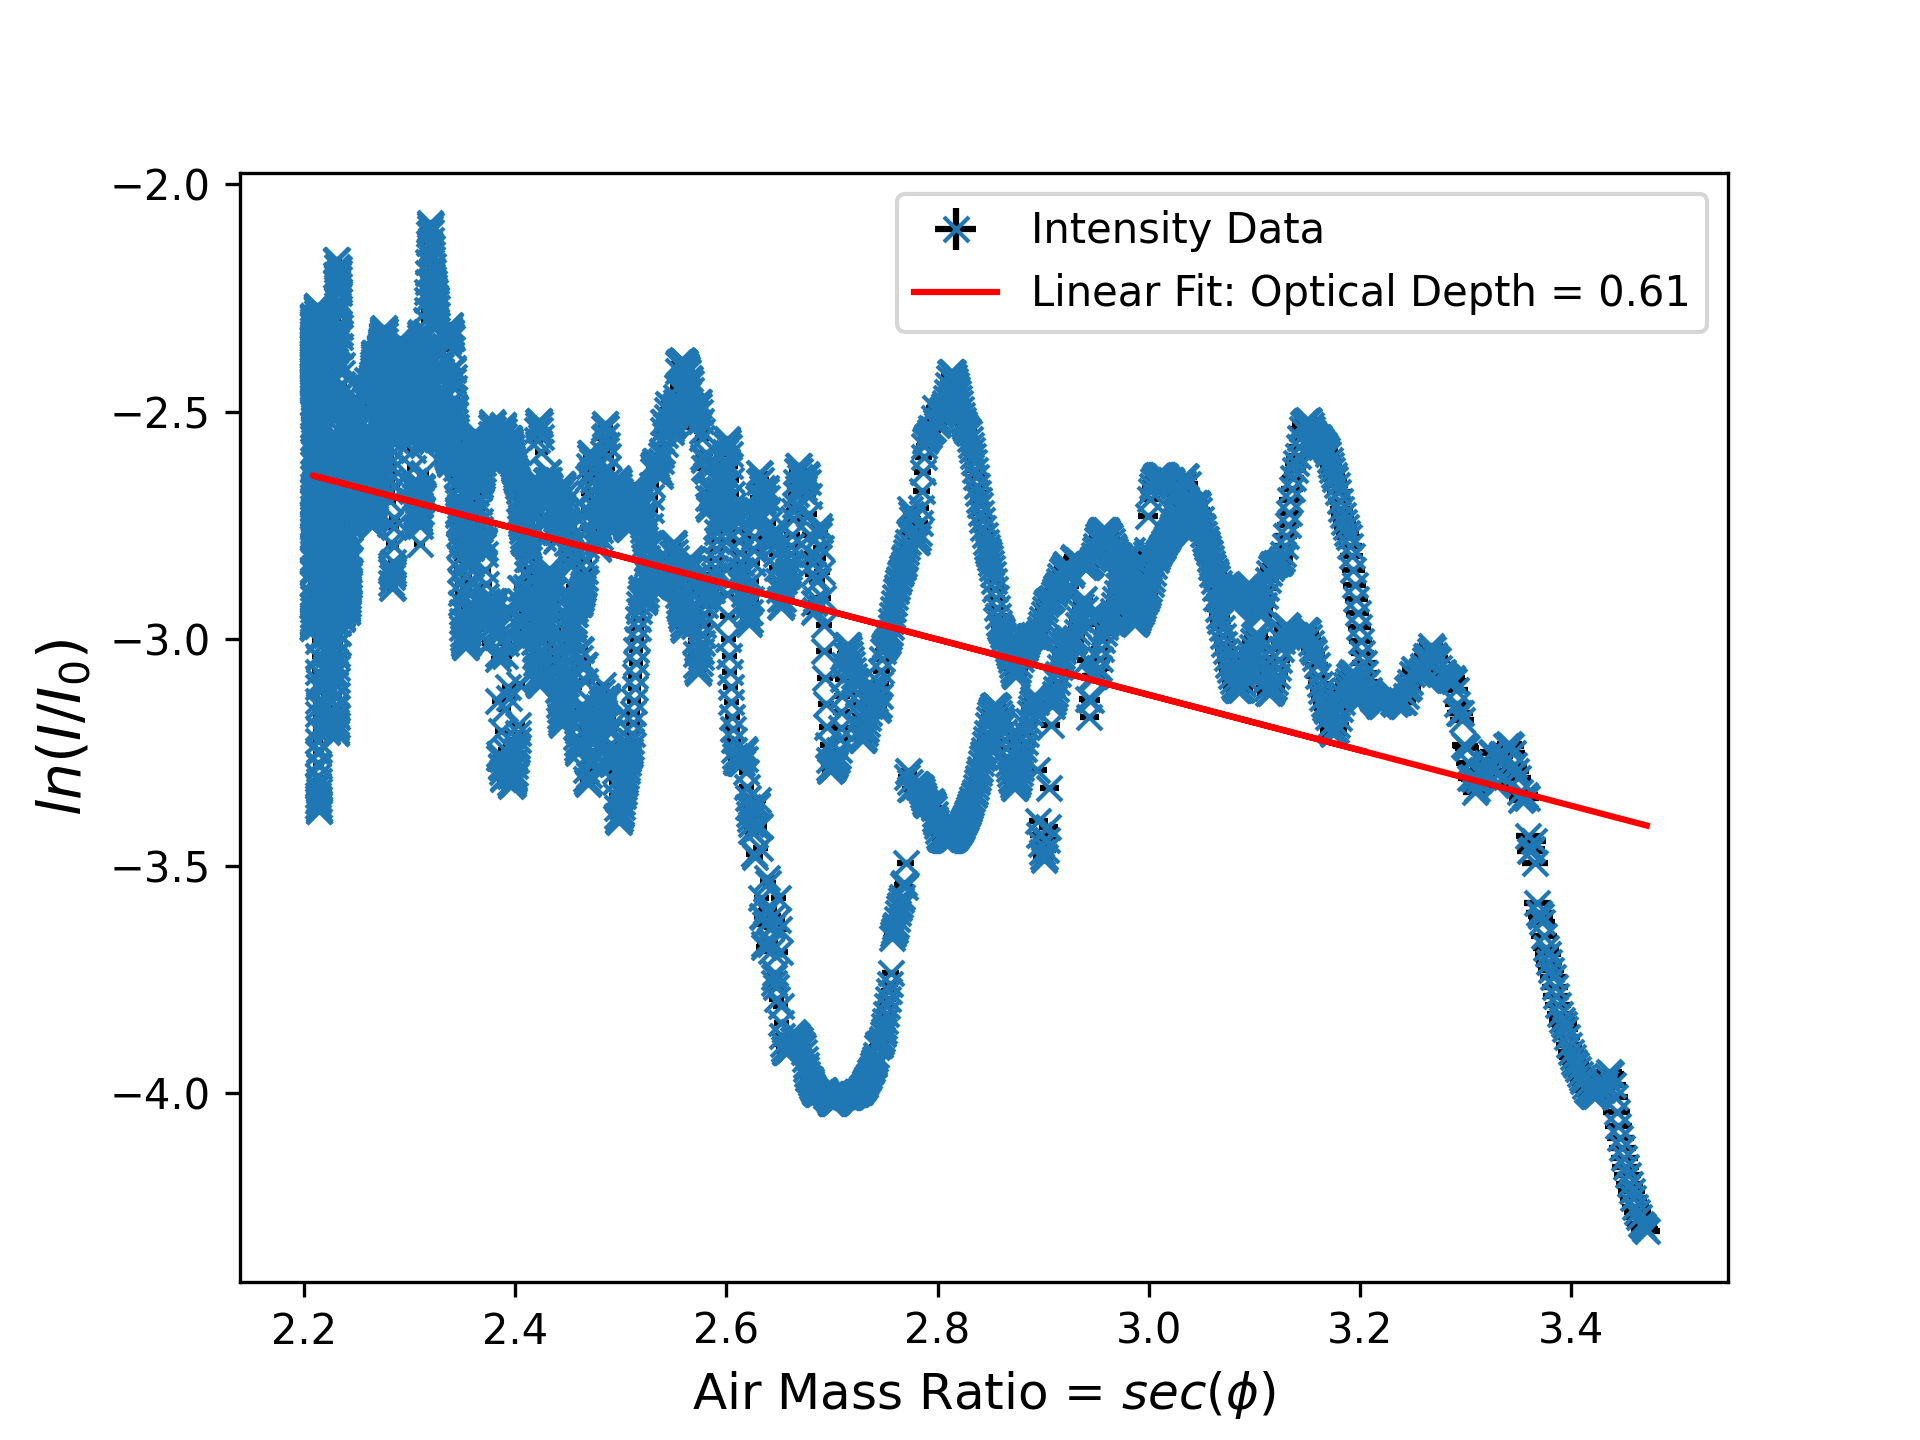 Intensity Data
Linear Fit: Optical Depth = 0.61
−2.0
−2.5
−3.0
−3.5
−4.0
ln(I/I₀)
2.2 2.4 2.6 2.8 3.0 3.2 3.4
Air Mass Ratio = sec(ϕ)